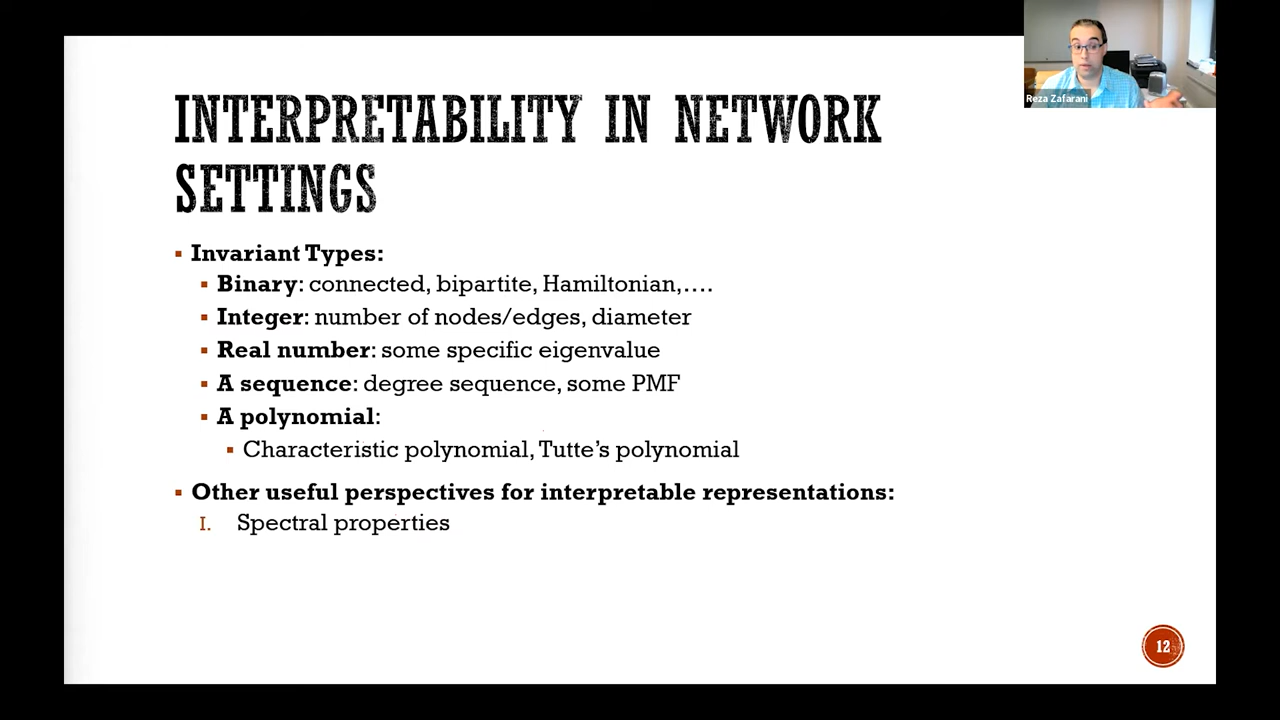 Reza Zafarani
INTERPRETABILITY IN NETWORK
SETTINGS
▪ Invariant Types:
▪ Binary: connected, bipartite, Hamiltonian,….
▪ Integer: number of nodes/edges, diameter
▪ Real number: some specific eigenvalue
▪ A sequence: degree sequence, some PMF
▪ A polynomial:
▪ Characteristic polynomial, Tutte’s polynomial
▪ Other useful perspectives for interpretable representations:
I. Spectral properties
12